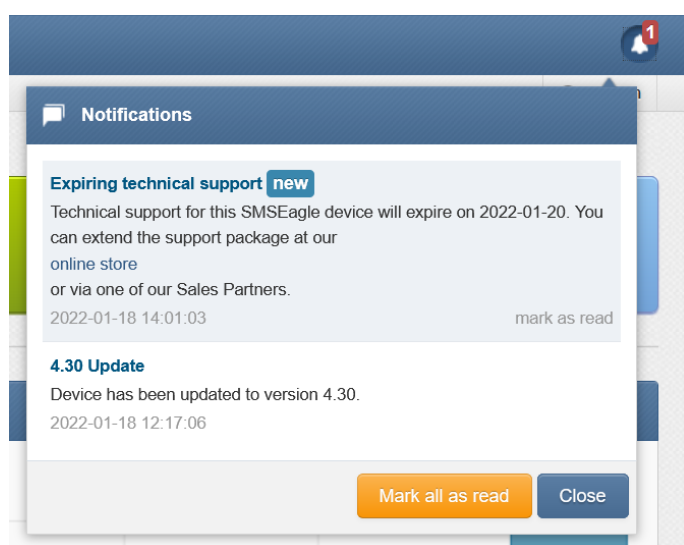 1
Notifications
Expiring technical support new
Technical support for this SMSEagle device will expire on 2022-01-20. You
can extend the support package at our
online store
or via one of our Sales Partners.
2022-01-18 14:01:03 mark as read
4.30 Update
Device has been updated to version 4.30.
2022-01-18 12:17:06
Mark all as read Close